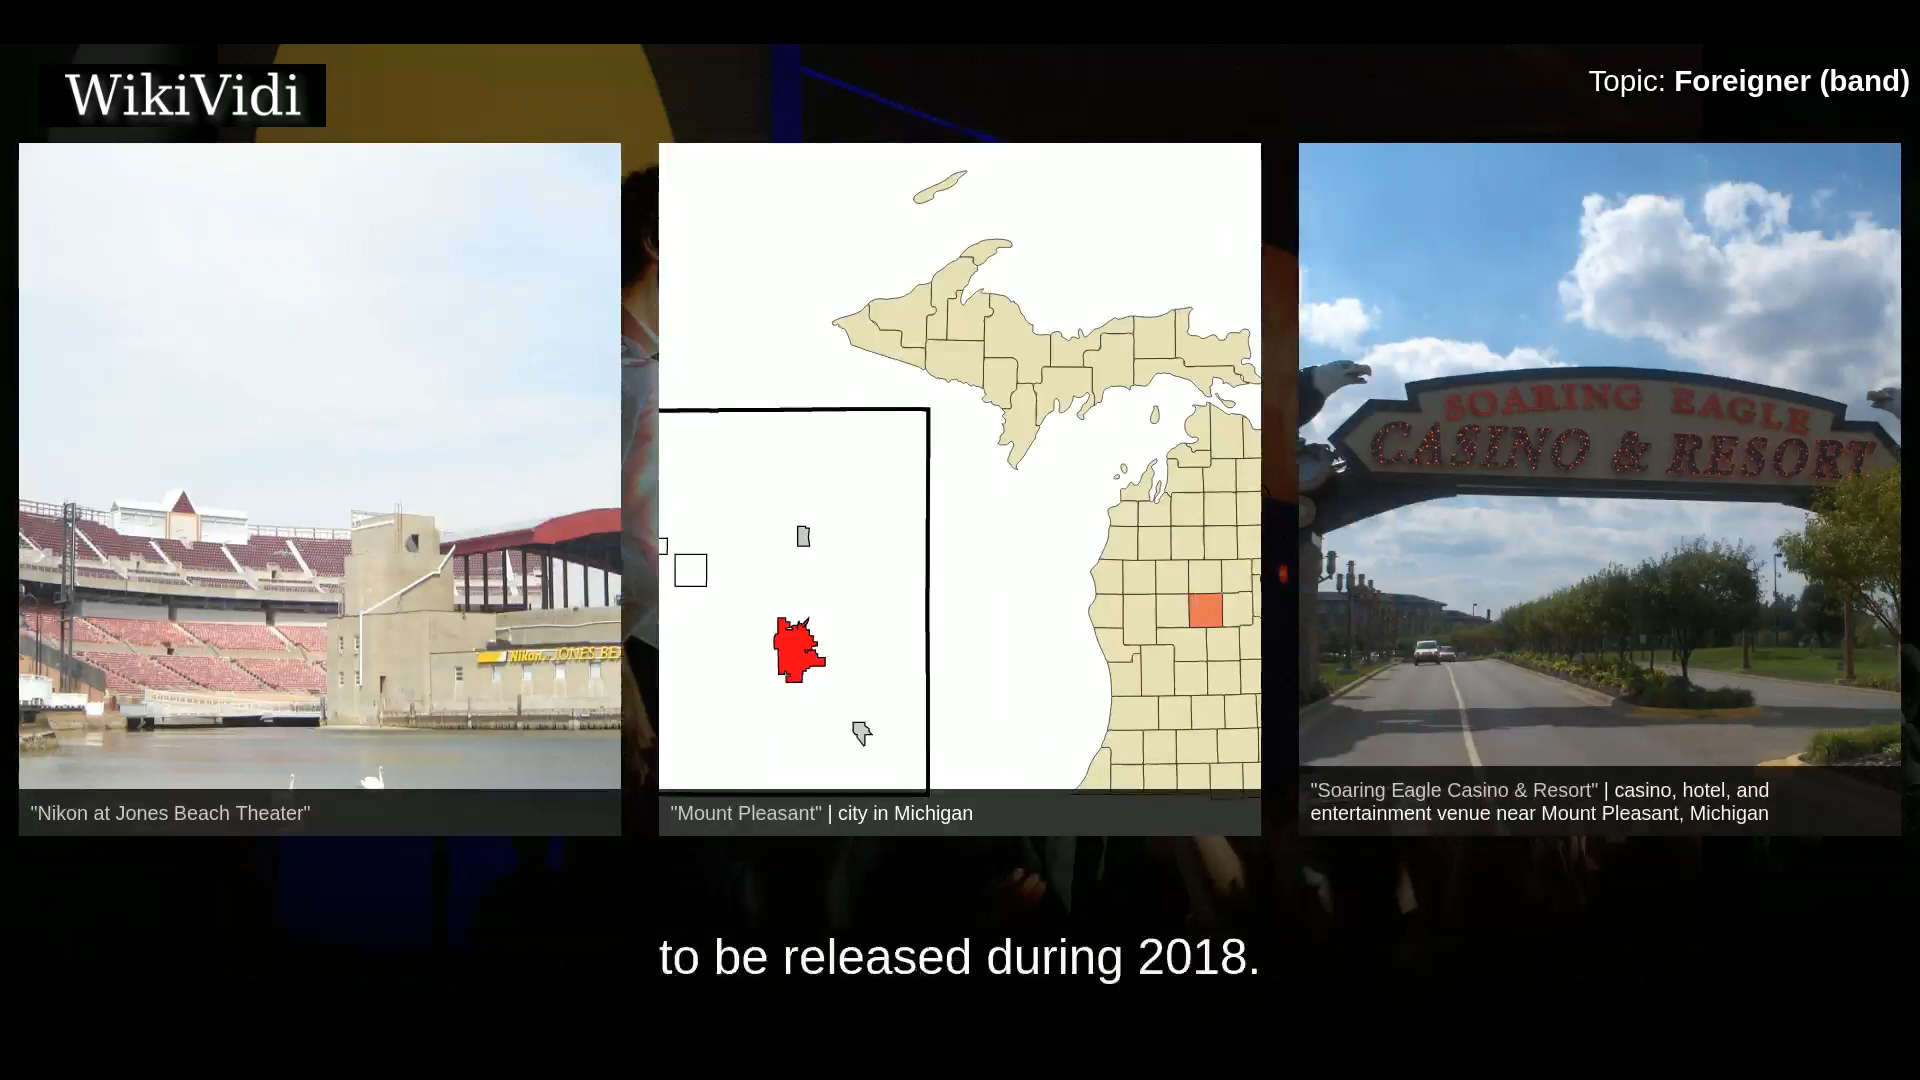 WikiVidi
Topic: Foreigner (band)
SOARING EAGLE
CASINO & RESORT
Nikon
JONES BE
"Nikon at Jones Beach Theater"
"Mount Pleasant" | city in Michigan
"Soaring Eagle Casino & Resort" | casino, hotel, and
entertainment venue near Mount Pleasant, Michigan
to be released during 2018.